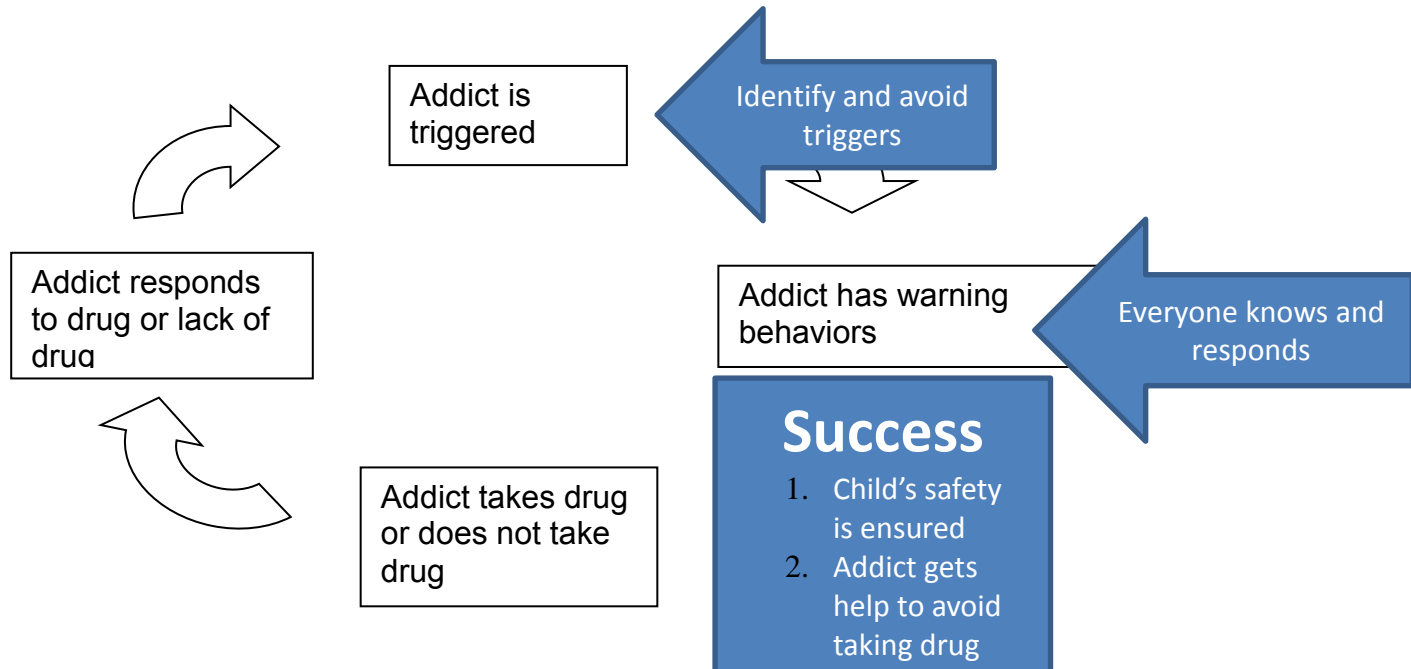 Addict is
triggered
Identify and avoid
triggers
Addict responds
to drug or lack of
drug
Addict has warning
behaviors
Everyone knows and
responds
Success
1. Child’s safety
is ensured
2. Addict gets
help to avoid
taking drug
Addict takes drug
or does not take
drug